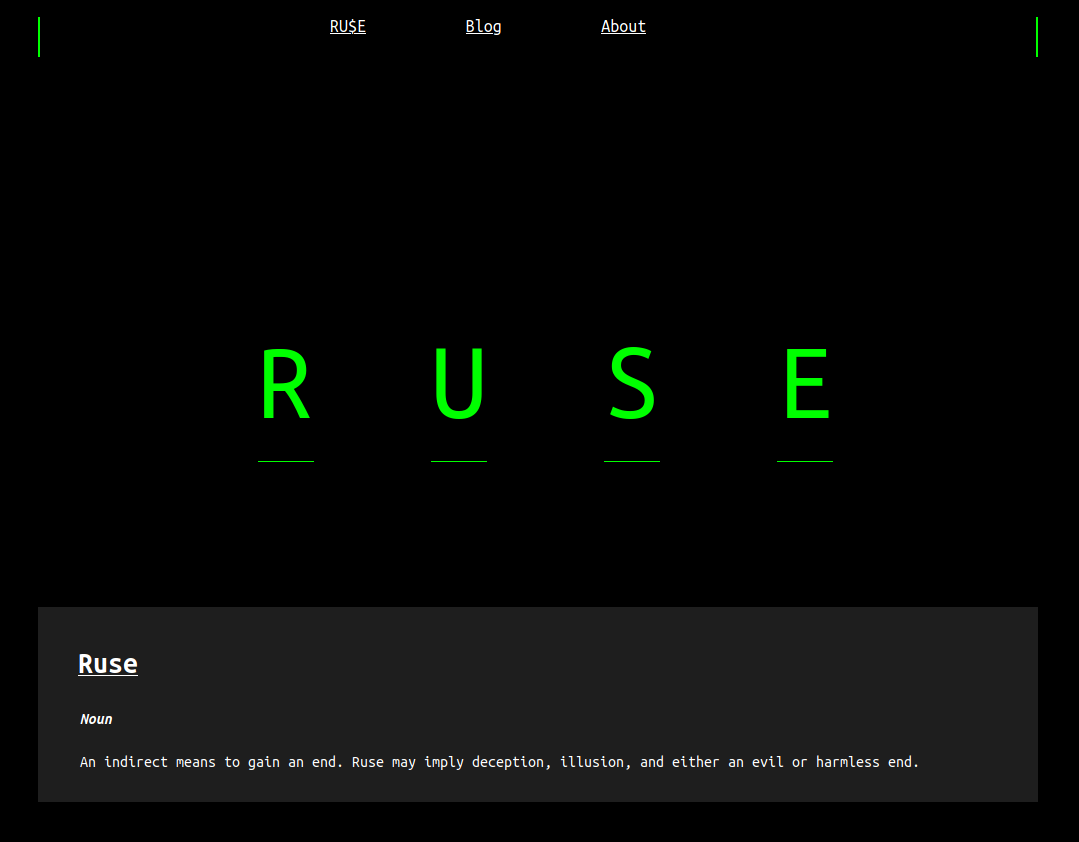 RU$E Blog About
R U S E
Ruse
Noun
An indirect means to gain an end. Ruse may imply deception, illusion, and either an evil or harmless end.